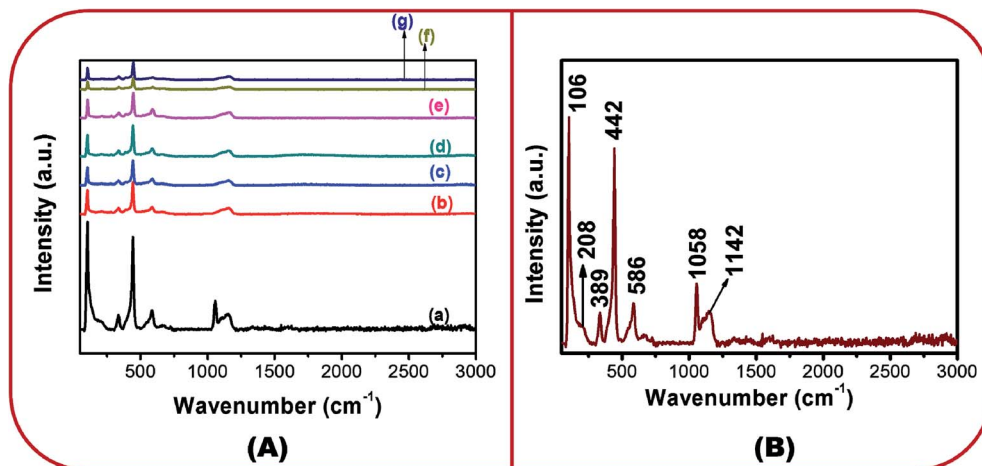 (g)
(f)
(e)
(d)
(c)
(b)
(a)
Intensity (a.u.)
500 1000 1500 2000 2500 3000
Wavenumber (cm-1)
(A)
106
208
389
442
586
1058
1142
Intensity (a.u.)
500 1000 1500 2000 2500 3000
Wavenumber (cm-1)
(B)